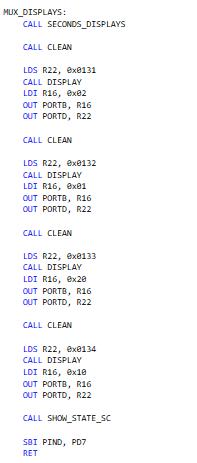 MUX_DISPLAYS:
CALL SECONDS_DISPLAYS
CALL CLEAN
LDS R22, 0x0131
CALL DISPLAY
LDI R16, 0x02
OUT PORTB, R16
OUT PORTD, R22
CALL CLEAN
LDS R22, 0x0132
CALL DISPLAY
LDI R16, 0x01
OUT PORTB, R16
OUT PORTD, R22
CALL CLEAN
LDS R22, 0x0133
CALL DISPLAY
LDI R16, 0x20
OUT PORTB, R16
OUT PORTD, R22
CALL CLEAN
LDS R22, 0x0134
CALL DISPLAY
LDI R16, 0x10
OUT PORTB, R16
OUT PORTD, R22
CALL SHOW_STATE_SC
SBI PIND, PD7
RET